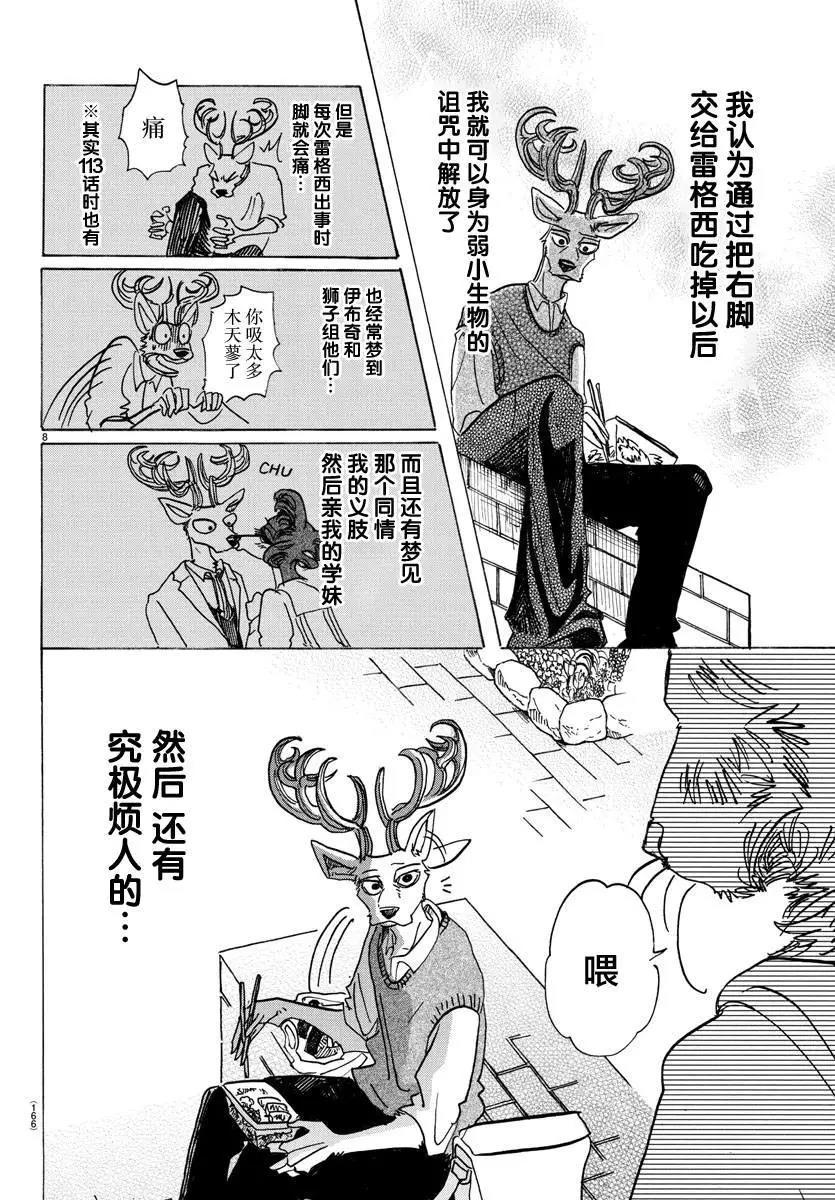 我认为通过把右脚
交给雷格西吃掉以后
我就可以身为弱小生物的
诅咒中解放了
但是
每次雷格西出事时
脚就会痛…
※其实113话时也有
痛
也经常梦到
伊布奇和
狮子组他们…
你吸太多
木天蓼了
8
而且还有梦见
那个同情
我的义肢
然后亲我的学妹
CHU
喂
然后还有
究极烦人的…
(166)